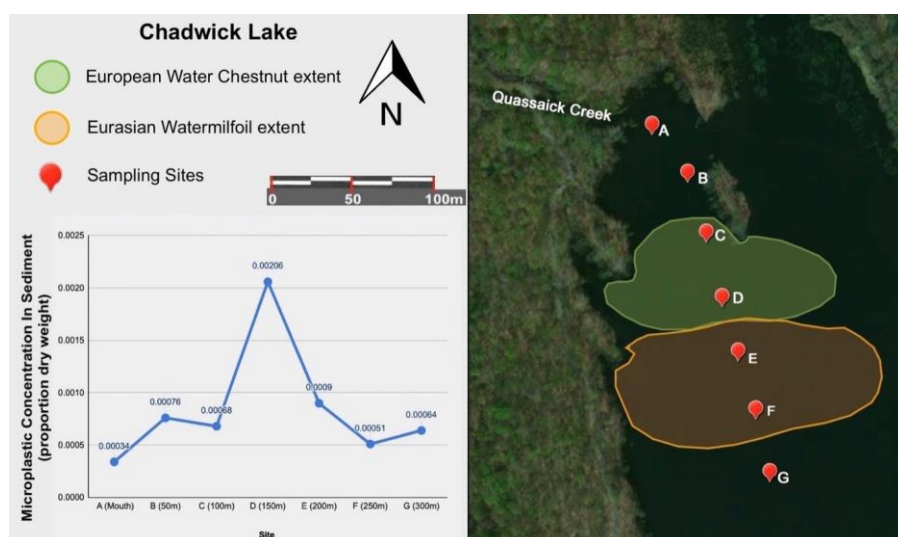 Chadwick Lake
European Water Chestnut extent
Eurasian Watermilfoil extent
Sampling Sites
N
0
50
100m
Microplastic Concentration In Sediment
(proportion dry weight)
0.0025
0.0020
0.0015
0.0010
0.0005
0.0000
0.00034
0.00076
0.00068
0.00206
0.0009
0.00051
0.00064
A (Mouth)
B (50m)
C (100m)
D (150m)
E (200m)
F (250m)
G (300m)
Site
Quassaick Creek
A
B
C
D
E
F
G